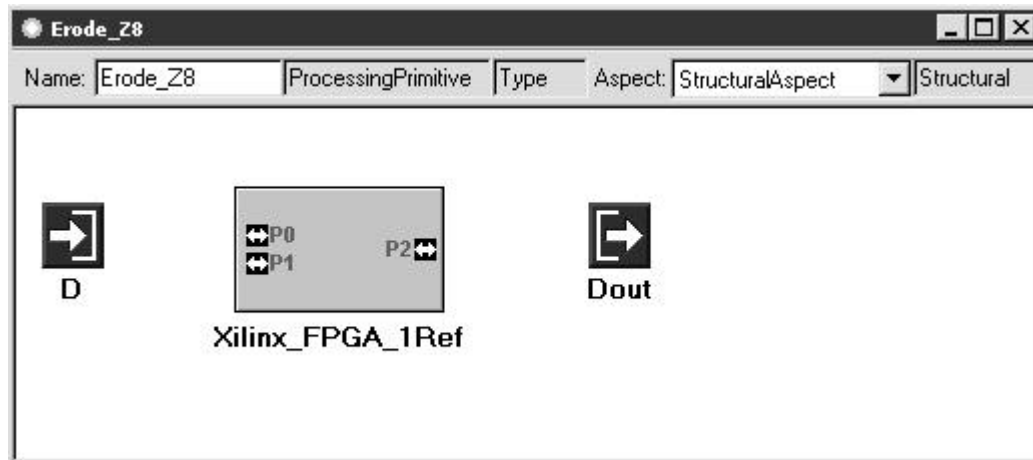 Erode_Z8
Name: Erode_Z8 ProcessingPrimitive Type Aspect: StructuralAspect Structural
P0
P1
P2
D
Xilinx_FPGA_1Ref
Dout